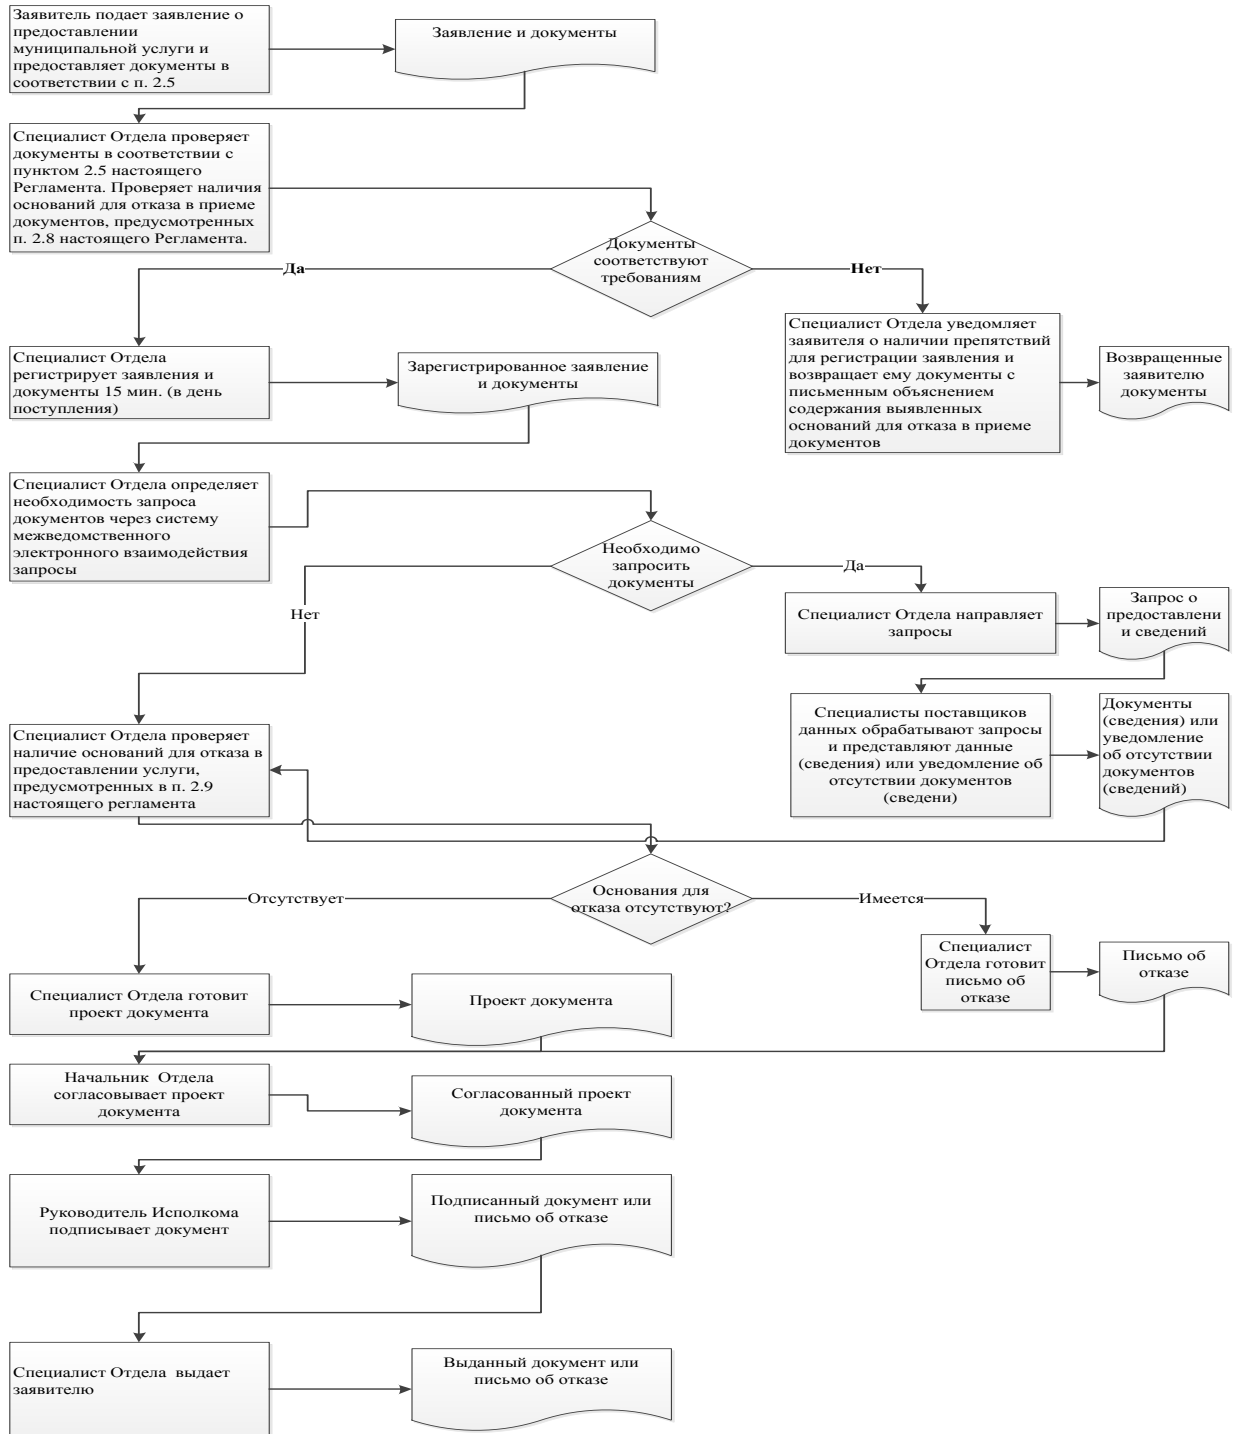 Заявитель подает заявление о
предоставлении
муниципальной услуги и
предоставляет документы в
соответствии с п. 2.5
Заявление и документы
Специалист Отдела проверяет
документы в соответствии с
пунктом 2.5 настоящего
Регламента. Проверяет наличия
оснований для отказа в приеме
документов, предусмотренных
п. 2.8 настоящего Регламента.
Документы
соответствуют
требованиям
Да
Нет
Специалист Отдела
регистрирует заявления и
документы 15 мин. (в день
поступления)
Зарегистрированное заявление
и документы
Специалист Отдела уведомляет
заявителя о наличии препятствий
для регистрации заявления и
возвращает ему документы с
письменным объяснением
содержания выявленных
оснований для отказа в приеме
документов
Возвращенные
заявителю
документы
Специалист Отдела определяет
необходимость запроса
документов через систему
межведомственного
электронного взаимодействия
запросы
Необходимо
запросить
документы
Да
Нет
Специалист Отдела направляет
запросы
Запрос о
предоставлени
и сведений
Специалист Отдела проверяет
наличие оснований для отказа в
предоставлении услуги,
предусмотренных в п. 2.9
настоящего регламента
Специалисты поставщиков
данных обрабатывают запросы
и представляют данные
(сведения) или уведомление об
отсутствии документов
(сведени)
Документы
(сведения) или
уведомление
об отсутствии
документов
(сведений)
Основания для
отказа отсутствуют?
Отсутствует
Имеется
Специалист
Отдела готовит
письмо об
отказе
Письмо об
отказе
Специалист Отдела готовит
проект документа
Проект документа
Начальник  Отдела
согласовывает проект
документа
Согласованный проект
документа
Руководитель Исполкома
подписывает документ
Подписанный документ или
письмо об отказе
Специалист Отдела  выдает
заявителю
Выданный документ или
письмо об отказе